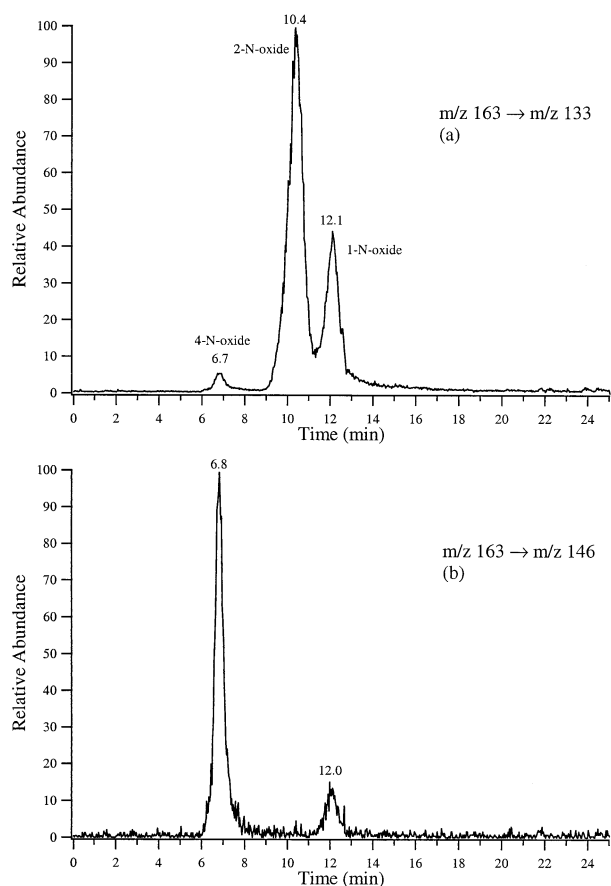 10.4
100
2-N-oxide
90
80
m/z 163 → m/z 133
(a)
70
60
Relative Abundance
50
12.1
40
1-N-oxide
30
20
4-N-oxide
6.7
10
0
0 2 4 6 8 10 12 14 16 18 20 22 24
Time (min)
6.8
100
90
80
m/z 163 → m/z 146
(b)
70
60
Relative Abundance
50
40
30
20
12.0
10
0
0 2 4 6 8 10 12 14 16 18 20 22 24
Time (min)